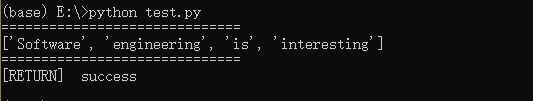 (base) E:\>python test.py
==============================
['Software', 'engineering', 'is', 'interesting']
==============================
[RETURN]  success